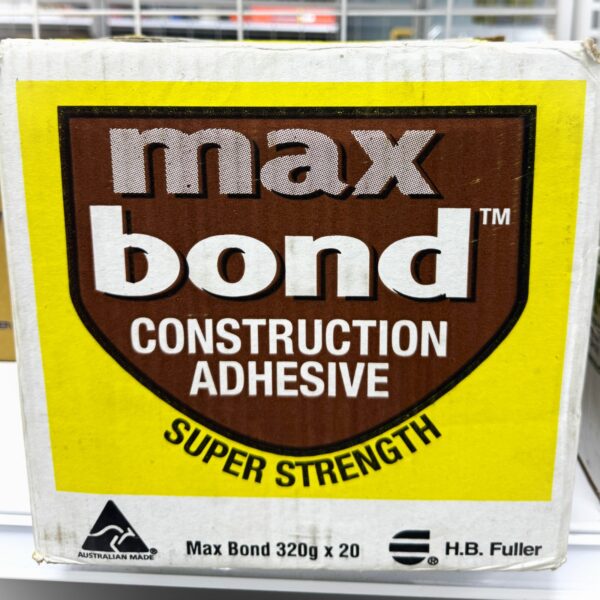 max
bond™
CONSTRUCTION
ADHESIVE
SUPER STRENGTH
AUSTRALIAN MADE®
Max Bond 320g x 20
® H.B. Fuller